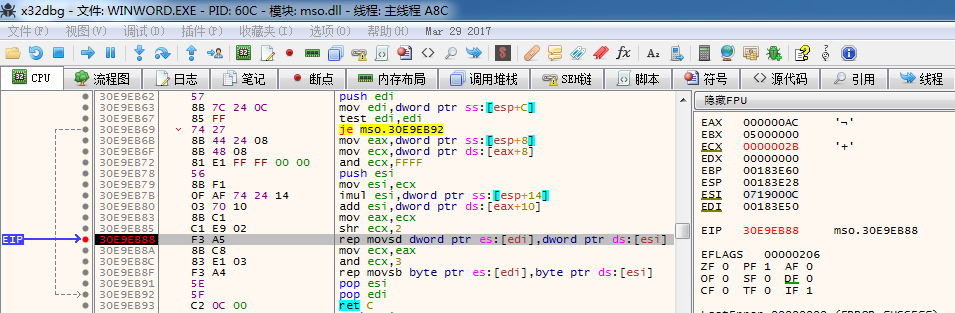 x32dbg - 文件: WINWORD.EXE - PID: 60C - 模块: mso.dll - 线程: 主线程 A8C
文件(F) 视图(V) 调试(D) 插件(P) 收藏夹(I) 选项(O) 帮助(H) Mar 29 2017
CPU 流程图 日志 笔记 断点 内存布局 调用堆栈 SEH链 脚本 符号 源代码 引用 线程
30E9EB62 57 push edi
30E9EB63 8B 7C 24 0C mov edi,dword ptr ss:[esp+C]
30E9EB67 85 FF test edi,edi
30E9EB69 74 27 je mso.30E9EB92
30E9EB6B 8B 44 24 08 mov eax,dword ptr ss:[esp+8]
30E9EB6F 8B 48 08 mov ecx,dword ptr ds:[eax+8]
30E9EB72 81 E1 FF FF 00 00 and ecx,FFFF
30E9EB78 56 push esi
30E9EB79 8B F1 mov esi,ecx
30E9EB7B 0F AF 74 24 14 imul esi,dword ptr ss:[esp+14]
30E9EB80 03 70 10 add esi,dword ptr ds:[eax+10]
30E9EB83 8B C1 mov eax,ecx
30E9EB85 C1 E9 02 shr ecx,2
EIP 30E9EB88 F3 A5 rep movsd dword ptr es:[edi],dword ptr ds:[esi]
30E9EB8A 8B C8 mov ecx,eax
30E9EB8C 83 E1 03 and ecx,3
30E9EB8F F3 A4 rep movsb byte ptr es:[edi],byte ptr ds:[esi]
30E9EB91 5E pop esi
30E9EB92 5F pop edi
30E9EB93 C2 0C 00 ret C
隐藏FPU
EAX 000000AC '¬'
EBX 05000000
ECX 0000002B '+'
EDX 00000000
EBP 00183E60
ESP 00183E28
ESI 0719000C
EDI 00183E50
EIP 30E9EB88 mso.30E9EB88
EFLAGS 00000206
ZF 0 PF 1 AF 0
OF 0 SF 0 DF 0
CF 0 TF 0 IF 1
LastError 00000000 (ERROR_SUCCESS)